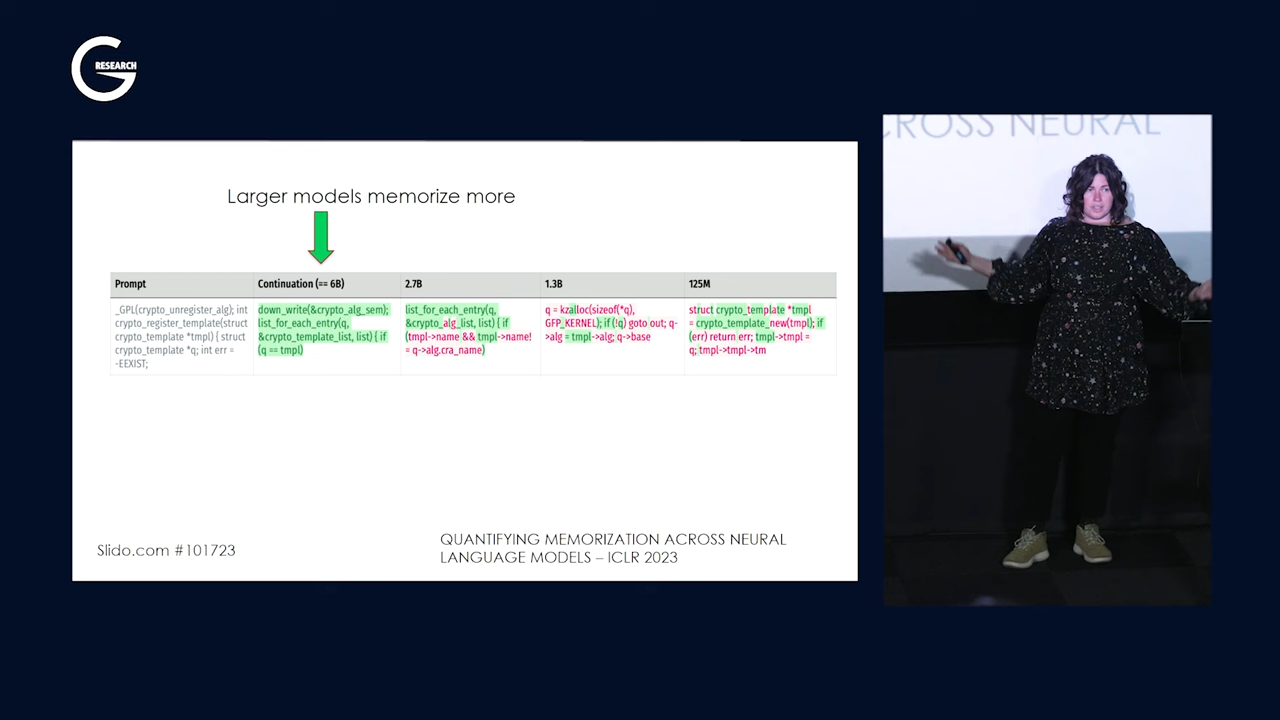 RESEARCH
CROSS NEURAL
Larger models memorize more
Prompt
Continuation (== 6B)
2.7B
1.3B
125M
_GPL(crypto_unregister_alg); int
crypto_register_template(struct
crypto_template *tmpl) { struct
crypto_template *q; int err =
-EEXIST;
down_write(&crypto_alg_sem);
list_for_each_entry(q,
&crypto_template_list, list) { if
(q == tmpl)
list_for_each_entry(q,
&crypto_alg_list, list) { if
(tmpl->name && tmpl->name!
= q->alg.cra_name)
q = kzalloc(sizeof(*q),
GFP_KERNEL); if (!q) goto out; q-
>alg = tmpl->alg; q->base
struct crypto_template *tmpl
= crypto_template_new(tmpl); if
(err) return err; tmpl->tmpl =
q; tmpl->tmpl->tm
Slido.com #101723
QUANTIFYING MEMORIZATION ACROSS NEURAL
LANGUAGE MODELS – ICLR 2023